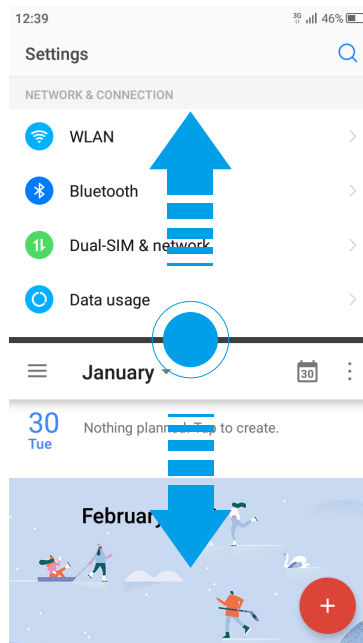 12:39 3G 46%
Settings
NETWORK & CONNECTION
WLAN
Bluetooth
Dual-SIM & network
Data usage
January 30
30 Nothing planned. Tap to create.
Tue